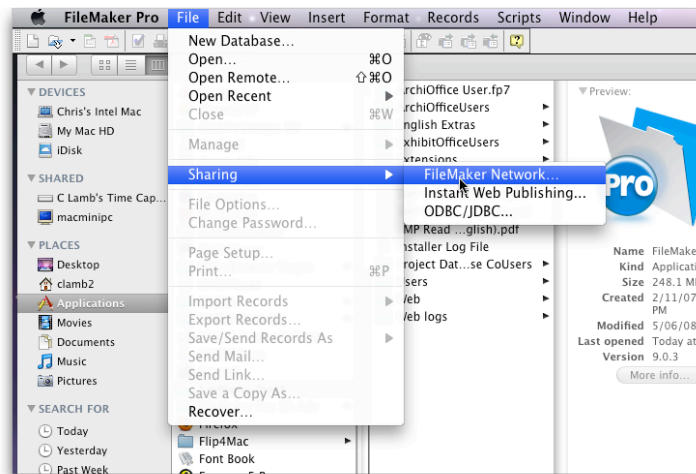 FileMaker Pro File Edit View Insert Format Records Scripts Window Help
New Database...
Open... ⌘O
Open Remote... ⇧⌘O
Open Recent
Close ⌘W
Manage
Sharing
File Options...
Change Password...
Page Setup...
Print... ⌘P
Import Records
Export Records...
Save/Send Records As
Send Mail...
Send Link...
Save a Copy As...
Recover...
FileMaker Network...
Instant Web Publishing...
ODBC/JDBC...
DEVICES
Chris's Intel Mac
My Mac HD
iDisk
SHARED
C Lamb's Time Cap...
macminipc
PLACES
Desktop
clamb2
Applications
Movies
Documents
Music
Pictures
SEARCH FOR
Today
Yesterday
Past Week
Flip4Mac
Font Book
rchiOffice User.fp7
rchiOfficeUsers
nglish Extras
xhibitOfficeUsers
xtensions
MP Read ...glish).pdf
nstaller Log File
roject Dat...se CoUsers
sers
eb
eb logs
Preview:
Pro
Name FileMake
Kind Applicati
Size 248.1 M
Created 2/11/07
PM
Modified 5/06/08
Last opened Today at
Version 9.0.3
More info...